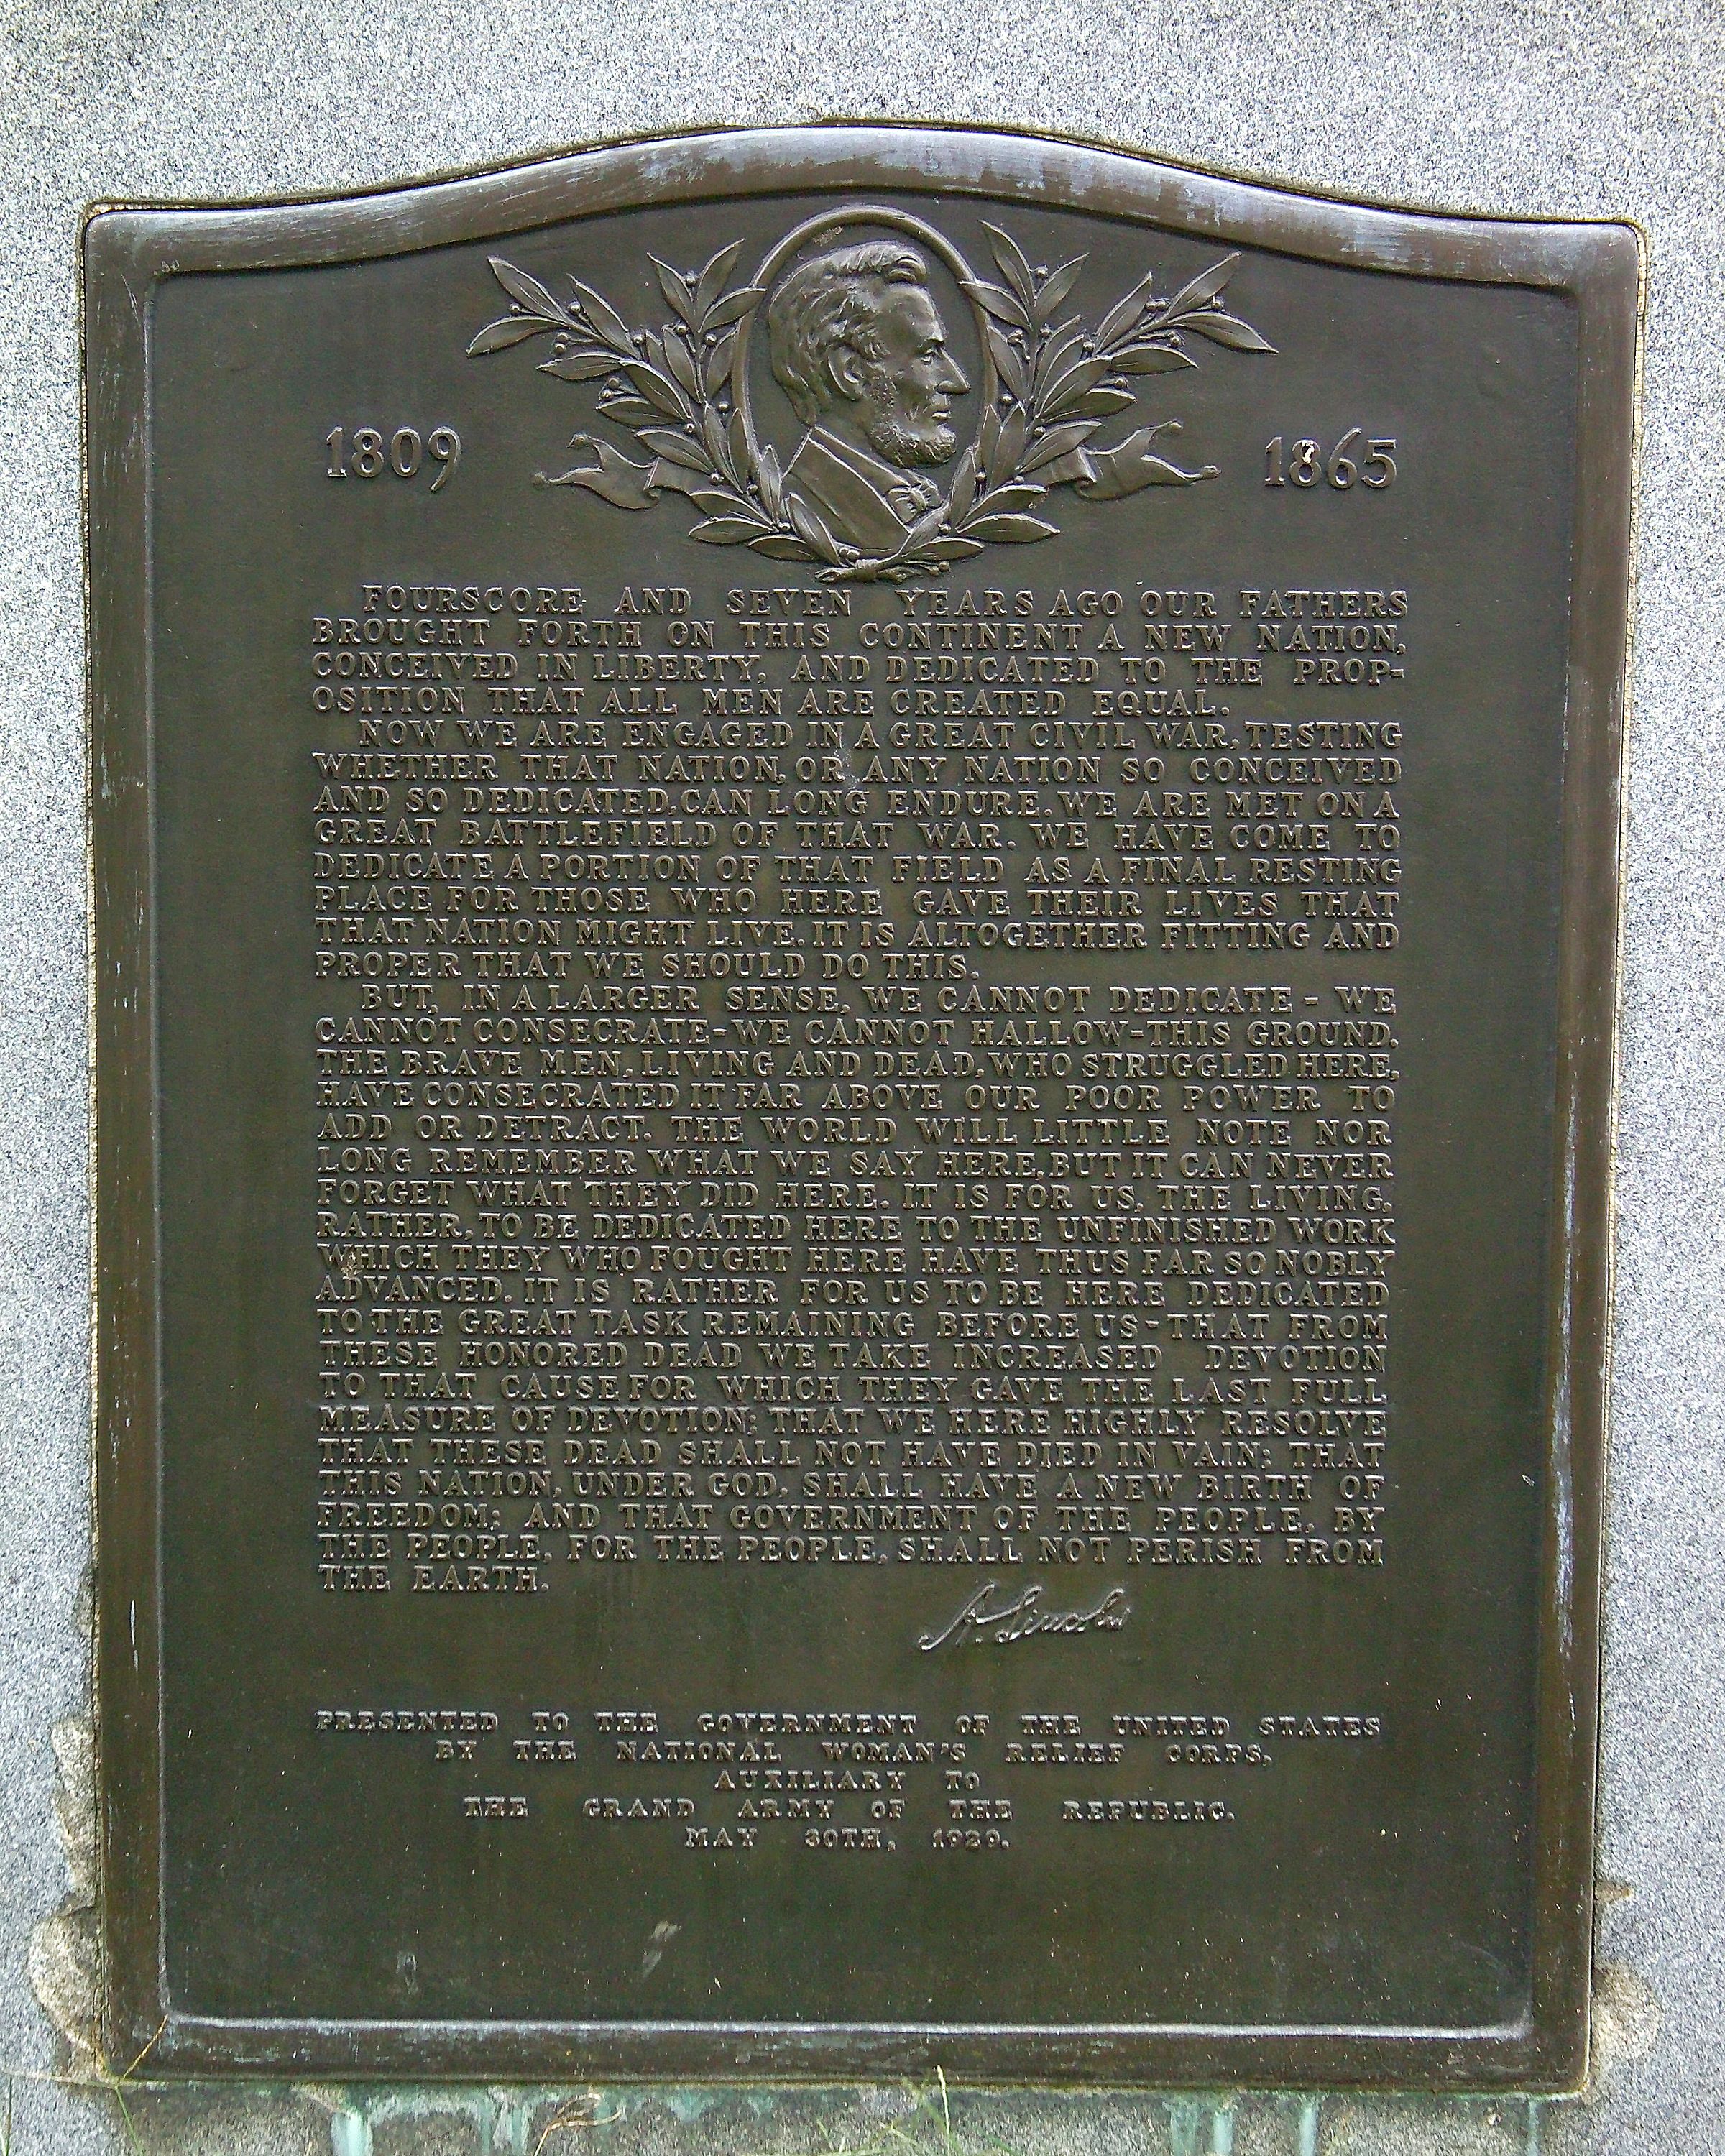 1809 1865
FOURSCORE AND SEVEN YEARS AGO OUR FATHERS
BROUGHT FORTH ON THIS CONTINENT A NEW NATION,
CONCEIVED IN LIBERTY, AND DEDICATED TO THE PROP-
OSITION THAT ALL MEN ARE CREATED EQUAL.
NOW WE ARE ENGAGED IN A GREAT CIVIL WAR, TESTING
WHETHER THAT NATION, OR ANY NATION SO CONCEIVED
AND SO DEDICATED, CAN LONG ENDURE. WE ARE MET ON A
GREAT BATTLEFIELD OF THAT WAR. WE HAVE COME TO
DEDICATE A PORTION OF THAT FIELD AS A FINAL RESTING
PLACE FOR THOSE WHO HERE GAVE THEIR LIVES THAT
THAT NATION MIGHT LIVE. IT IS ALTOGETHER FITTING AND
PROPER THAT WE SHOULD DO THIS.
BUT, IN A LARGER SENSE, WE CANNOT DEDICATE - WE
CANNOT CONSECRATE - WE CANNOT HALLOW - THIS GROUND.
THE BRAVE MEN, LIVING AND DEAD, WHO STRUGGLED HERE,
HAVE CONSECRATED IT FAR ABOVE OUR POOR POWER TO
ADD OR DETRACT. THE WORLD WILL LITTLE NOTE NOR
LONG REMEMBER WHAT WE SAY HERE, BUT IT CAN NEVER
FORGET WHAT THEY DID HERE. IT IS FOR US, THE LIVING,
RATHER, TO BE DEDICATED HERE TO THE UNFINISHED WORK
WHICH THEY WHO FOUGHT HERE HAVE THUS FAR SO NOBLY
ADVANCED. IT IS RATHER FOR US TO BE HERE DEDICATED
TO THE GREAT TASK REMAINING BEFORE US - THAT FROM
THESE HONORED DEAD WE TAKE INCREASED DEVOTION
TO THAT CAUSE FOR WHICH THEY GAVE THE LAST FULL
MEASURE OF DEVOTION; THAT WE HERE HIGHLY RESOLVE
THAT THESE DEAD SHALL NOT HAVE DIED IN VAIN; THAT
THIS NATION, UNDER GOD, SHALL HAVE A NEW BIRTH OF
FREEDOM; AND THAT GOVERNMENT OF THE PEOPLE, BY
THE PEOPLE, FOR THE PEOPLE, SHALL NOT PERISH FROM
THE EARTH.
A. Lincoln
PRESENTED TO THE GOVERNMENT OF THE UNITED STATES
BY THE NATIONAL WOMAN'S RELIEF CORPS,
AUXILIARY TO
THE GRAND ARMY OF THE REPUBLIC.
MAY 30TH, 1929.